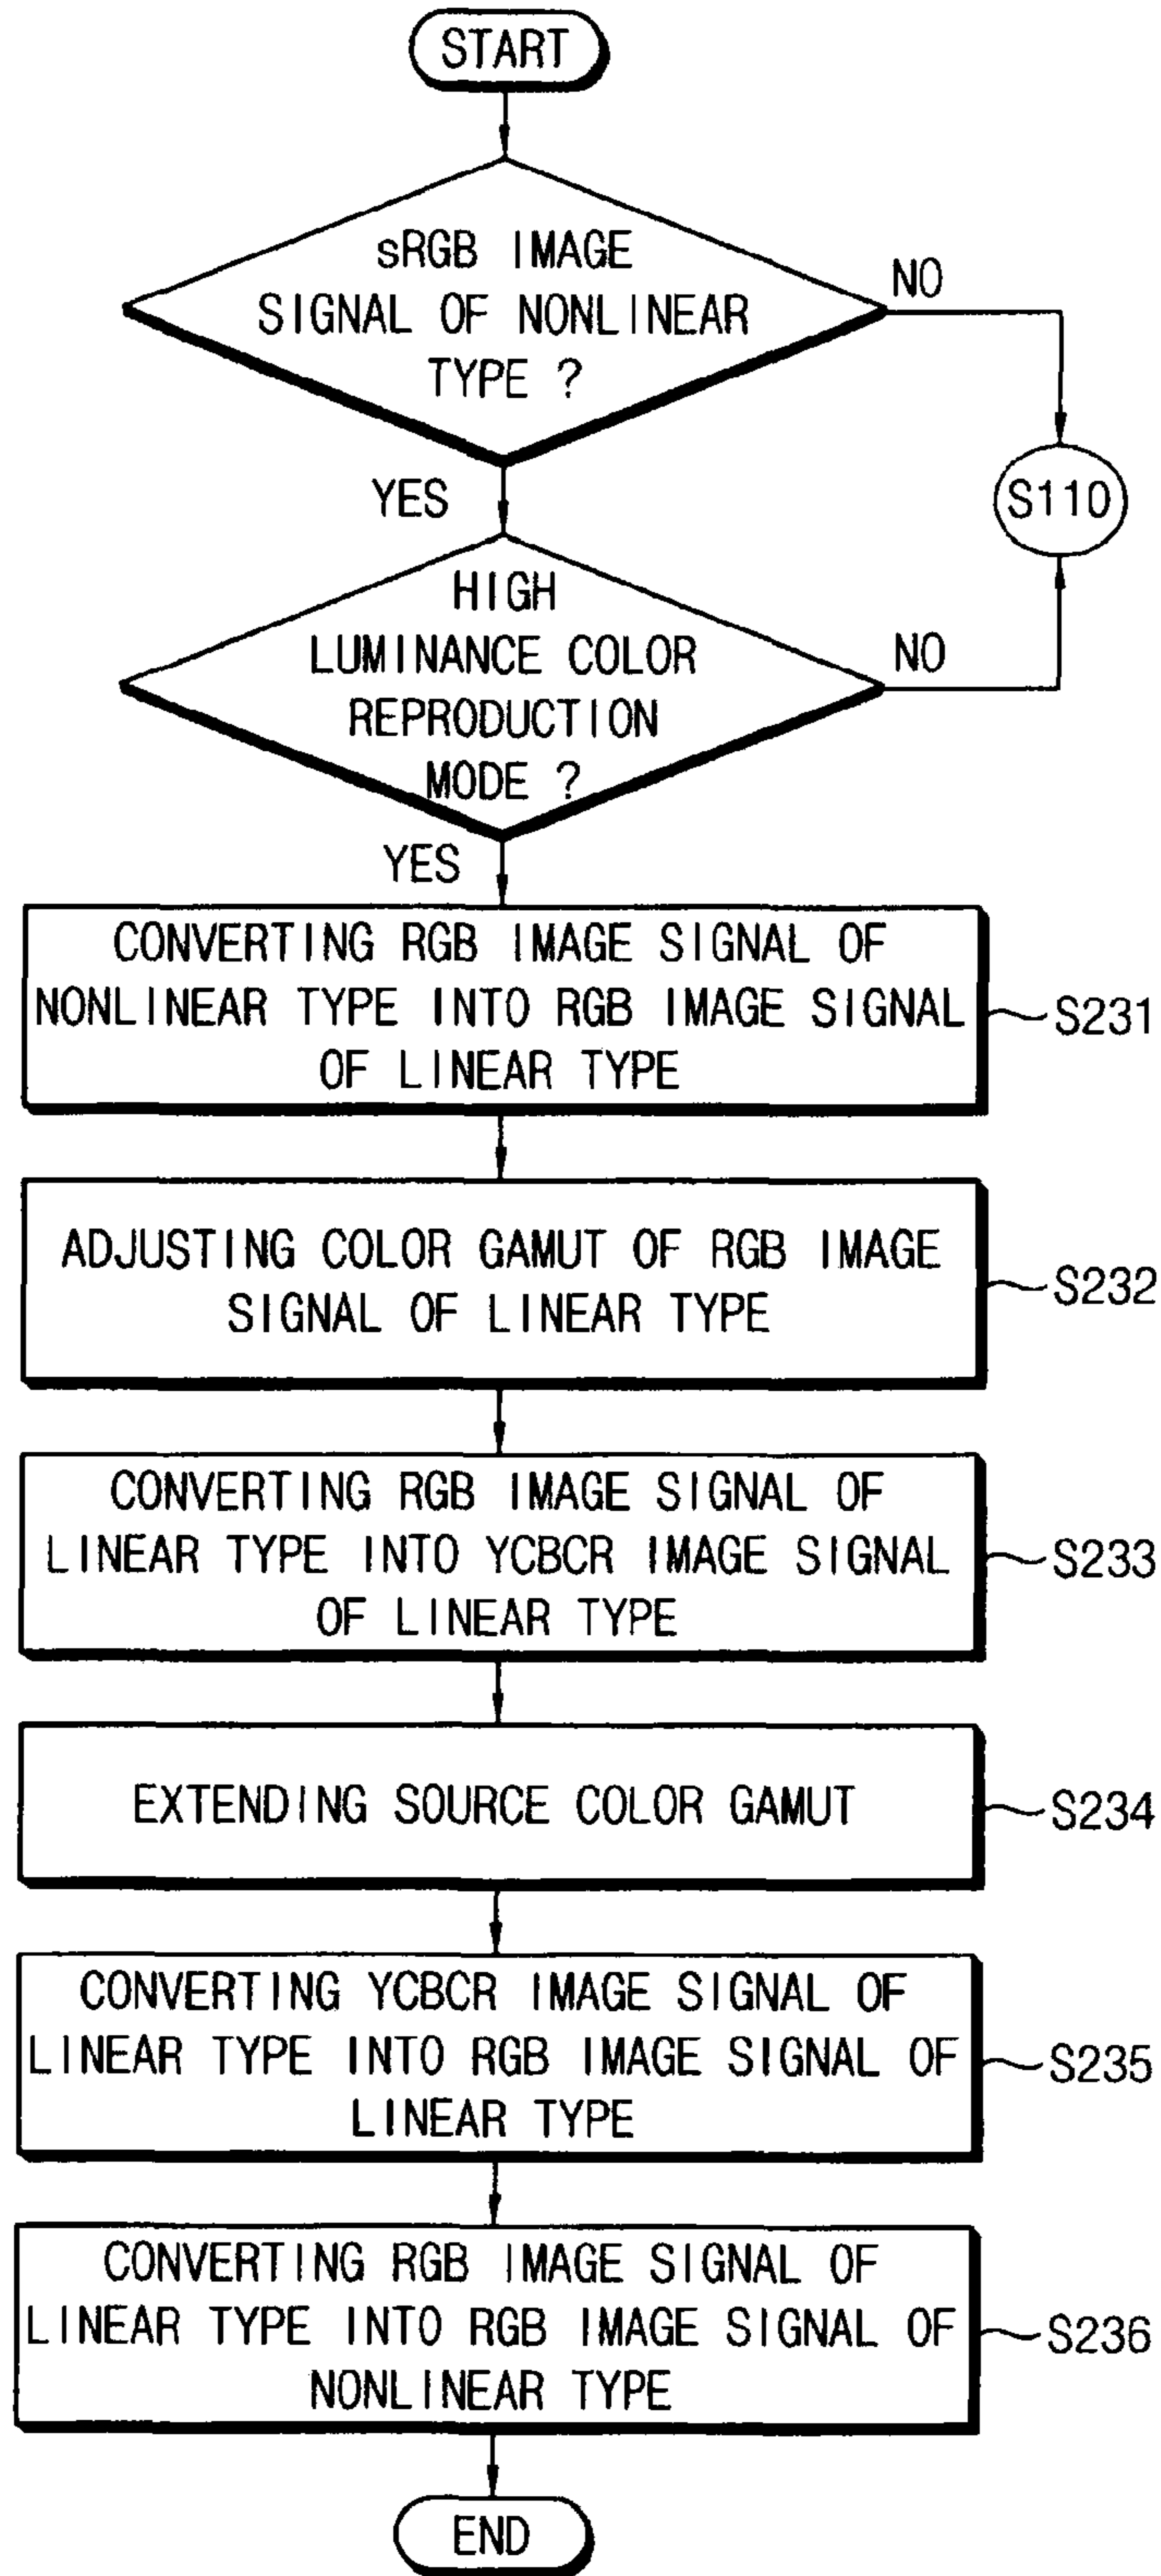 START
sRGB IMAGE
SIGNAL OF NONLINEAR
TYPE ?
NO
YES
S110
HIGH
LUMINANCE COLOR
REPRODUCTION
MODE ?
NO
YES
CONVERTING RGB IMAGE SIGNAL OF
NONLINEAR TYPE INTO RGB IMAGE SIGNAL
OF LINEAR TYPE
S231
ADJUSTING COLOR GAMUT OF RGB IMAGE
SIGNAL OF LINEAR TYPE
S232
CONVERTING RGB IMAGE SIGNAL OF
LINEAR TYPE INTO YCBCR IMAGE SIGNAL
OF LINEAR TYPE
S233
EXTENDING SOURCE COLOR GAMUT
S234
CONVERTING YCBCR IMAGE SIGNAL OF
LINEAR TYPE INTO RGB IMAGE SIGNAL OF
LINEAR TYPE
S235
CONVERTING RGB IMAGE SIGNAL OF
LINEAR TYPE INTO RGB IMAGE SIGNAL OF
NONLINEAR TYPE
S236
END